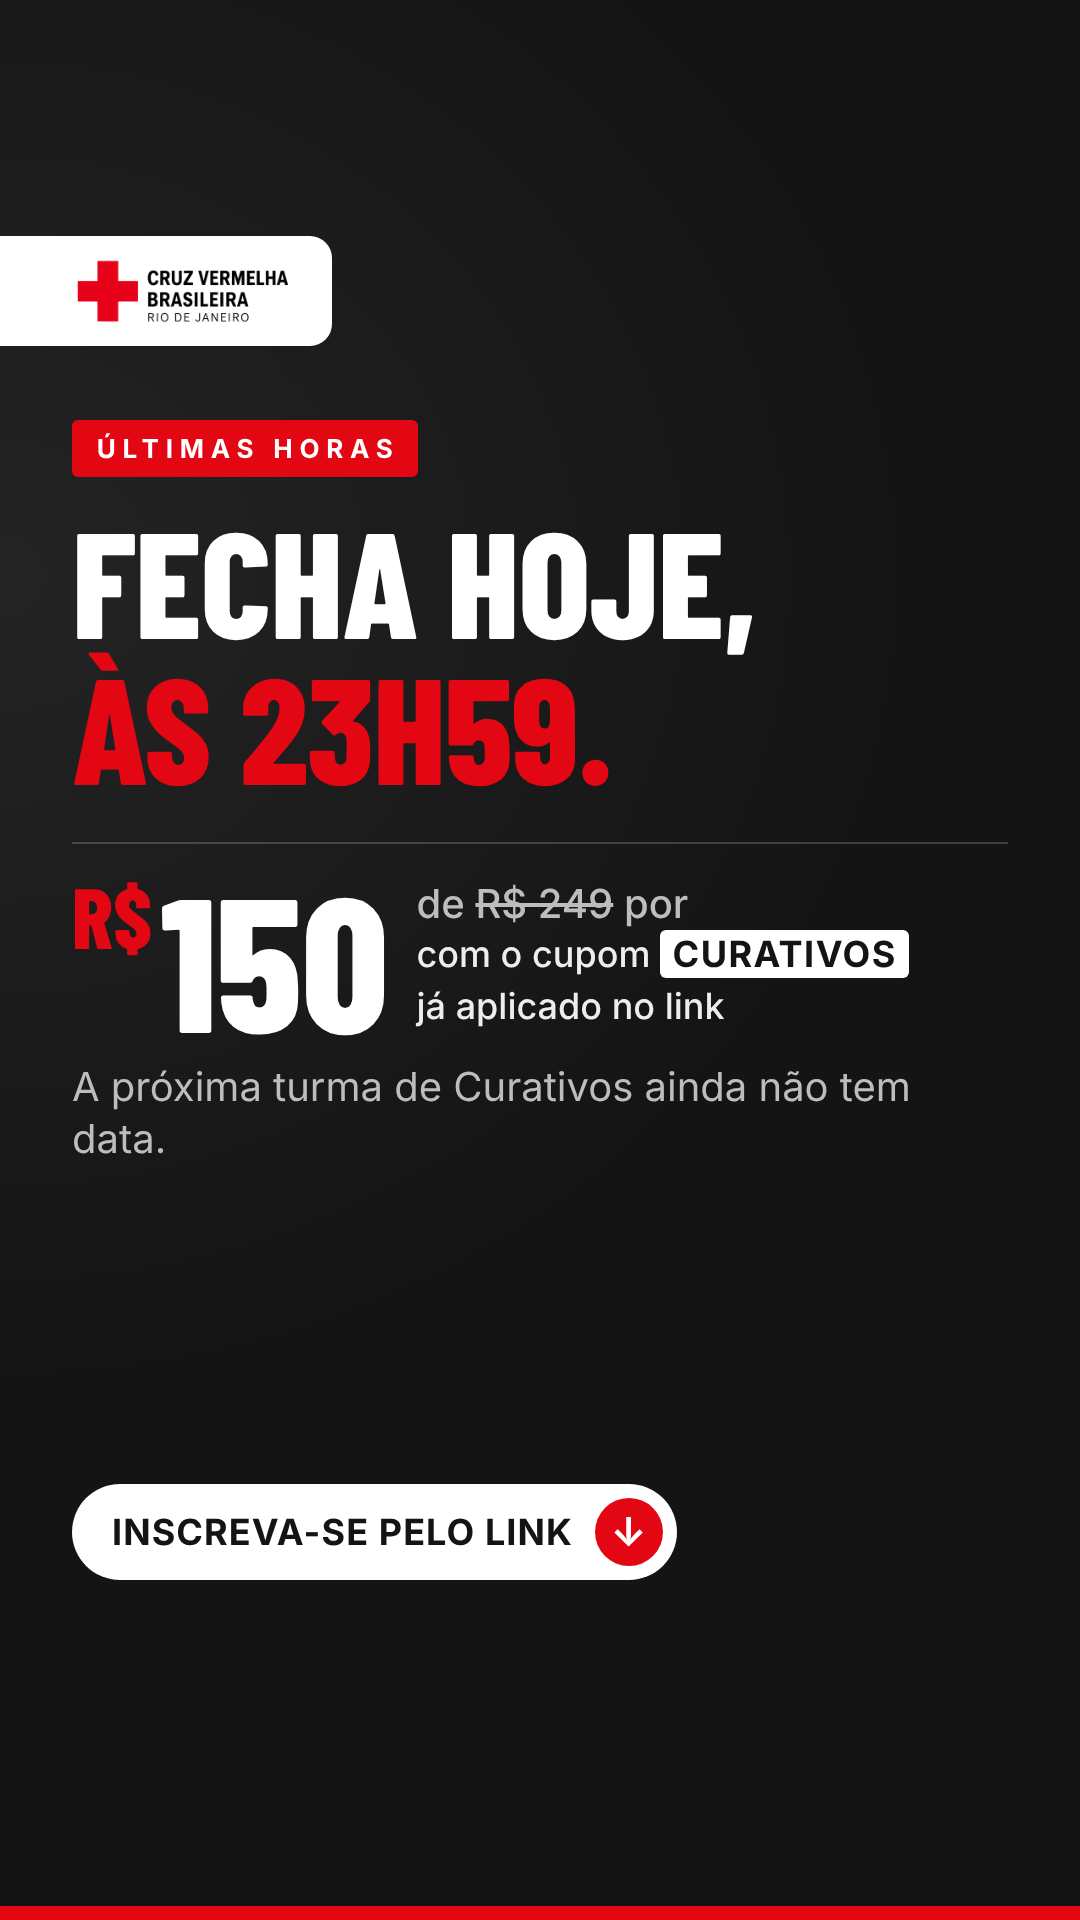 CRUZ VERMELHA
BRASILEIRA
RIO DE JANEIRO
ÚLTIMAS HORAS
FECHA HOJE,
ÀS 23H59.
R$150
de R$ 249 por
com o cupom CURATIVOS
já aplicado no link
A próxima turma de Curativos ainda não tem
data.
INSCREVA-SE PELO LINK